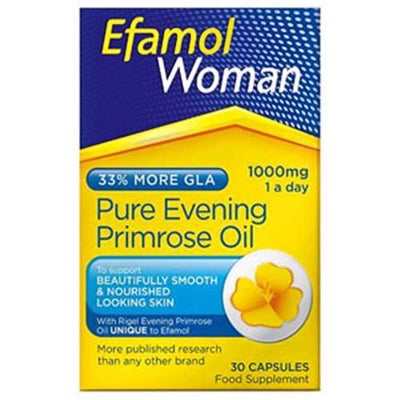 Efamol
Woman
33% MORE GLA
1000mg
1 a day
Pure Evening
Primrose Oil
To support
BEAUTIFULLY SMOOTH
& NOURISHED
LOOKING SKIN
With Rigel Evening Primrose
Oil UNIQUE to Efamol
More published research
than any other brand
30 CAPSULES
Food Supplement